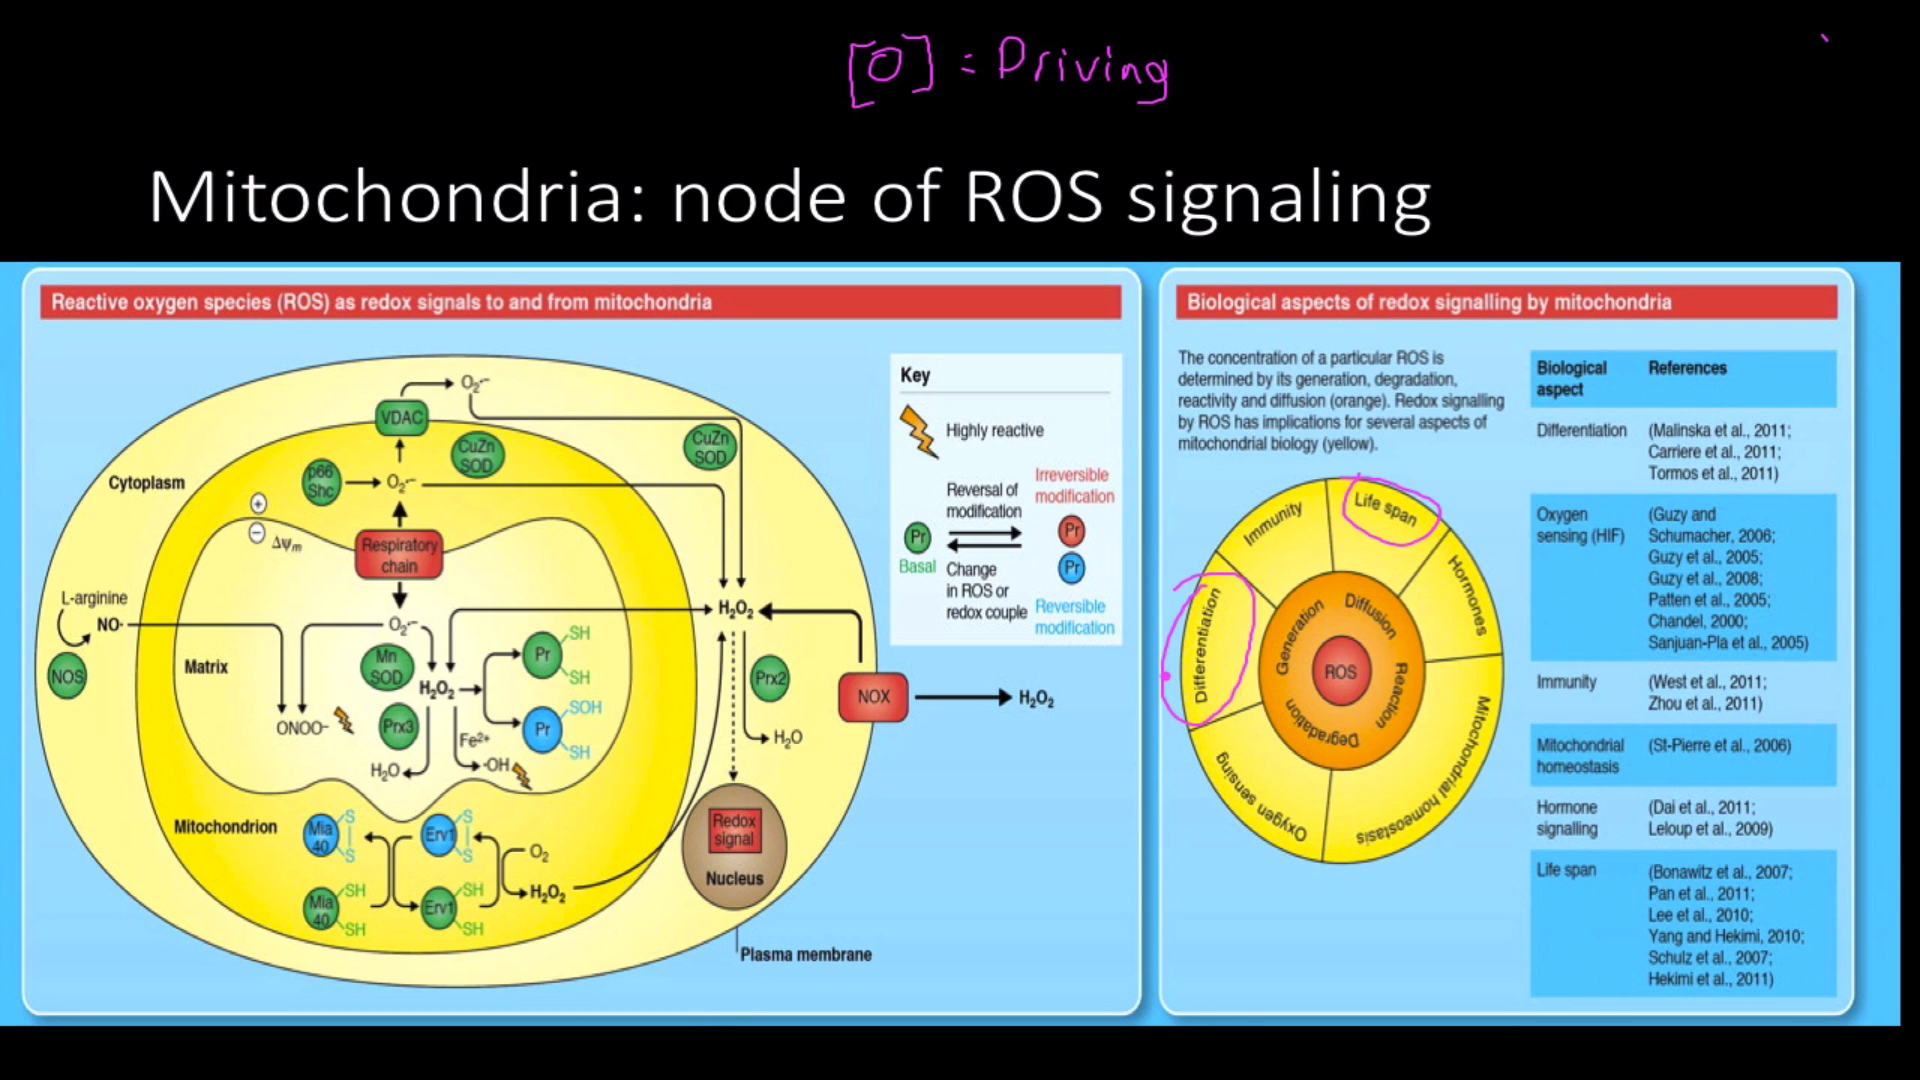 [O] = Driving
Mitochondria: node of ROS signaling
Reactive oxygen species (ROS) as redox signals to and from mitochondria
O₂·–
VDAC
CuZn
SOD
CuZn
SOD
Cytoplasm
p66
Shc
O₂·–
+
–
Δψm
Respiratory
chain
L-arginine
NO·
NOS
Matrix
O₂·–
Mn
SOD
H₂O₂
H₂O₂
Pr
SH
SH
Pr
SOH
SH
ONOO–
Prx3
Fe²⁺
H₂O
·OH
Prx2
H₂O
NOX
H₂O₂
Mitochondrion
Mia
40
S
S
Erv1
S
S
O₂
H₂O₂
Mia
40
SH
SH
Erv1
SH
SH
Redox
signal
Nucleus
Plasma membrane
Key
Highly reactive
Reversal of
modification
Irreversible
modification
Pr
Pr
Pr
Basal
Change
in ROS or
redox couple
Reversible
modification
Biological aspects of redox signalling by mitochondria
The concentration of a particular ROS is
determined by its generation, degradation,
reactivity and diffusion (orange). Redox signalling
by ROS has implications for several aspects of
mitochondrial biology (yellow).
Immunity
Life span
Hormones
Mitochondrial homeostasis
Oxygen sensing
Differentiation
Generation
Diffusion
Reaction
Degradation
ROS
Biological
aspect
References
Differentiation
(Malinska et al., 2011;
Carriere et al., 2011;
Tormos et al., 2011)
Oxygen
sensing (HIF)
(Guzy and
Schumacher, 2006;
Guzy et al., 2005;
Guzy et al., 2008;
Patten et al., 2005;
Chandel, 2000;
Sanjuan-Pla et al., 2005)
Immunity
(West et al., 2011;
Zhou et al., 2011)
Mitochondrial
homeostasis
(St-Pierre et al., 2006)
Hormone
signalling
(Dai et al., 2011;
Leloup et al., 2009)
Life span
(Bonawitz et al., 2007;
Pan et al., 2011;
Lee et al., 2010;
Yang and Hekimi, 2010;
Schulz et al., 2007;
Hekimi et al., 2011)